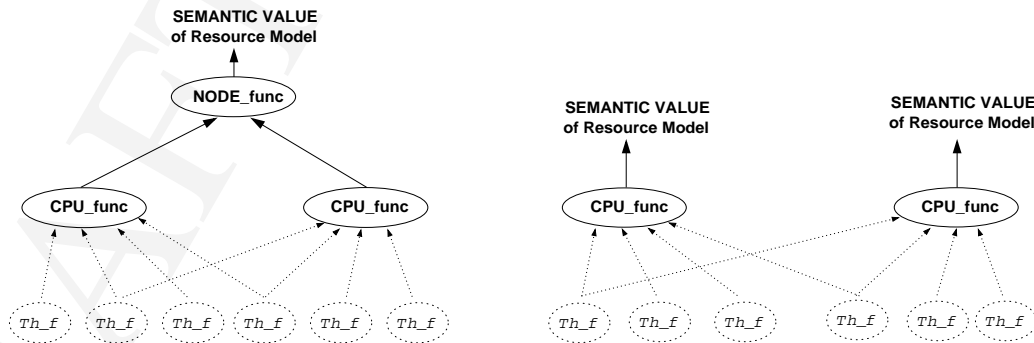 SEMANTIC VALUE
of Resource Model
NODE_func
CPU_func
CPU_func
Th_f
Th_f
Th_f
Th_f
Th_f
Th_f
SEMANTIC VALUE
of Resource Model
SEMANTIC VALUE
of Resource Model
CPU_func
CPU_func
Th_f
Th_f
Th_f
Th_f
Th_f
Th_f